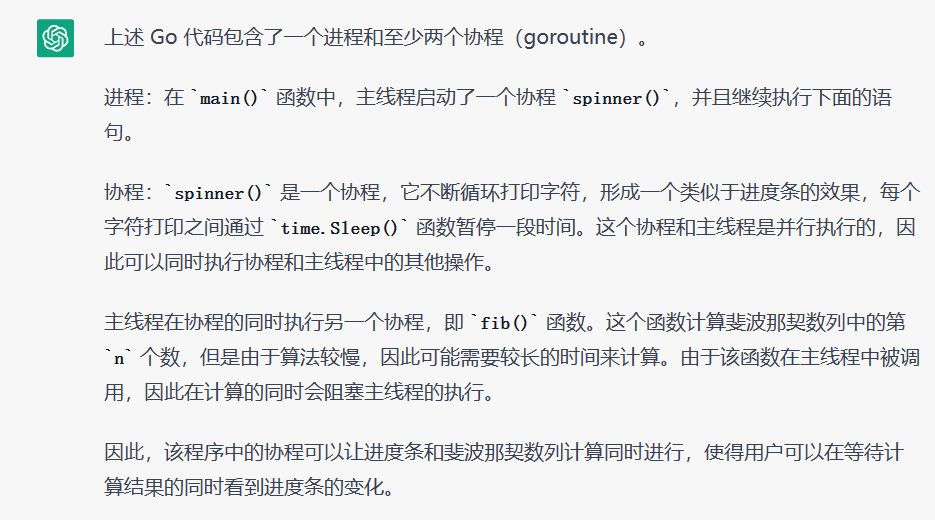 上述 Go 代码包含了一个进程和至少两个协程（goroutine）。
进程：在 `main()` 函数中，主线程启动了一个协程 `spinner()`，并且继续执行下面的语
句。
协程：`spinner()` 是一个协程，它不断循环打印字符，形成一个类似于进度条的效果，每个
字符打印之间通过 `time.Sleep()` 函数暂停一段时间。这个协程和主线程是并行执行的，因
此可以同时执行协程和主线程中的其他操作。
主线程在协程的同时执行另一个协程，即 `fib()` 函数。这个函数计算斐波那契数列中的第
`n` 个数，但是由于算法较慢，因此可能需要较长的时间来计算。由于该函数在主线程中被调
用，因此在计算的同时会阻塞主线程的执行。
因此，该程序中的协程可以让进度条和斐波那契数列计算同时进行，使得用户可以在等待计
算结果的同时看到进度条的变化。